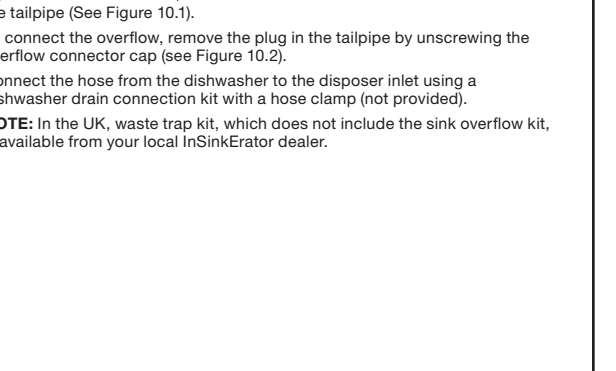 e tailpipe (See Figure 10.1).
connect the overflow, remove the plug in the tailpipe by unscrewing the
erflow connector cap (see Figure 10.2).
onnect the hose from the dishwasher to the disposer inlet using a
shwasher drain connection kit with a hose clamp (not provided).
OTE: In the UK, waste trap kit, which does not include the sink overflow kit,
available from your local InSinkErator dealer.